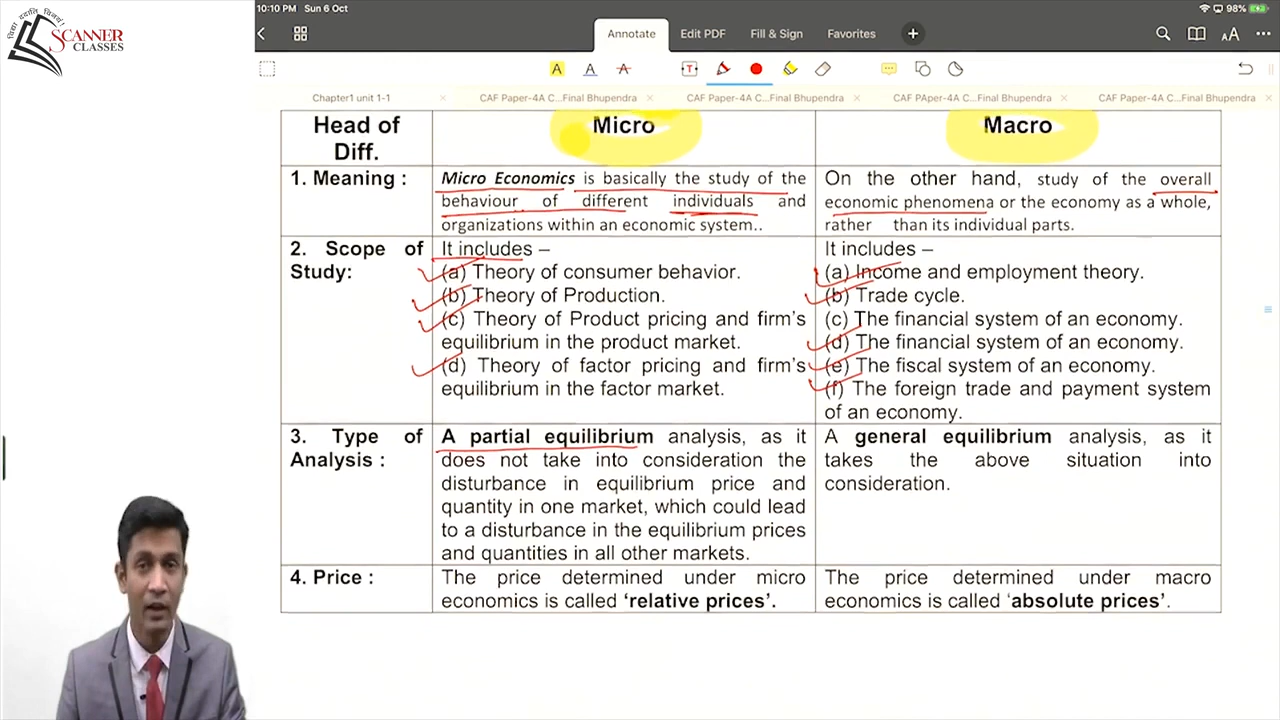 विद्या ददाति विनयं।
SCANNER
CLASSES
10:10 PM Sun 6 Oct
98%
Annotate Edit PDF Fill & Sign Favorites
Chapter1 unit 1-1
CAF Paper-4A C...Final Bhupendra
CAF Paper-4A C...Final Bhupendra
CAF PAper-4A C...Final Bhupendra
CAF Paper-4A C...Final Bhupendra
Head of
Diff.
Micro
Macro
1. Meaning :
Micro Economics is basically the study of the
behaviour of different individuals and
organizations within an economic system..
On the other hand, study of the overall
economic phenomena or the economy as a whole,
rather than its individual parts.
2. Scope of
Study:
It includes –
(a) Theory of consumer behavior.
(b) Theory of Production.
(c) Theory of Product pricing and firm's
equilibrium in the product market.
(d) Theory of factor pricing and firm's
equilibrium in the factor market.
It includes –
(a) Income and employment theory.
(b) Trade cycle.
(c) The financial system of an economy.
(d) The financial system of an economy.
(e) The fiscal system of an economy.
(f) The foreign trade and payment system
of an economy.
3. Type of
Analysis :
A partial equilibrium analysis, as it
does not take into consideration the
disturbance in equilibrium price and
quantity in one market, which could lead
to a disturbance in the equilibrium prices
and quantities in all other markets.
A general equilibrium analysis, as it
takes the above situation into
consideration.
4. Price :
The price determined under micro
economics is called 'relative prices'.
The price determined under macro
economics is called 'absolute prices'.